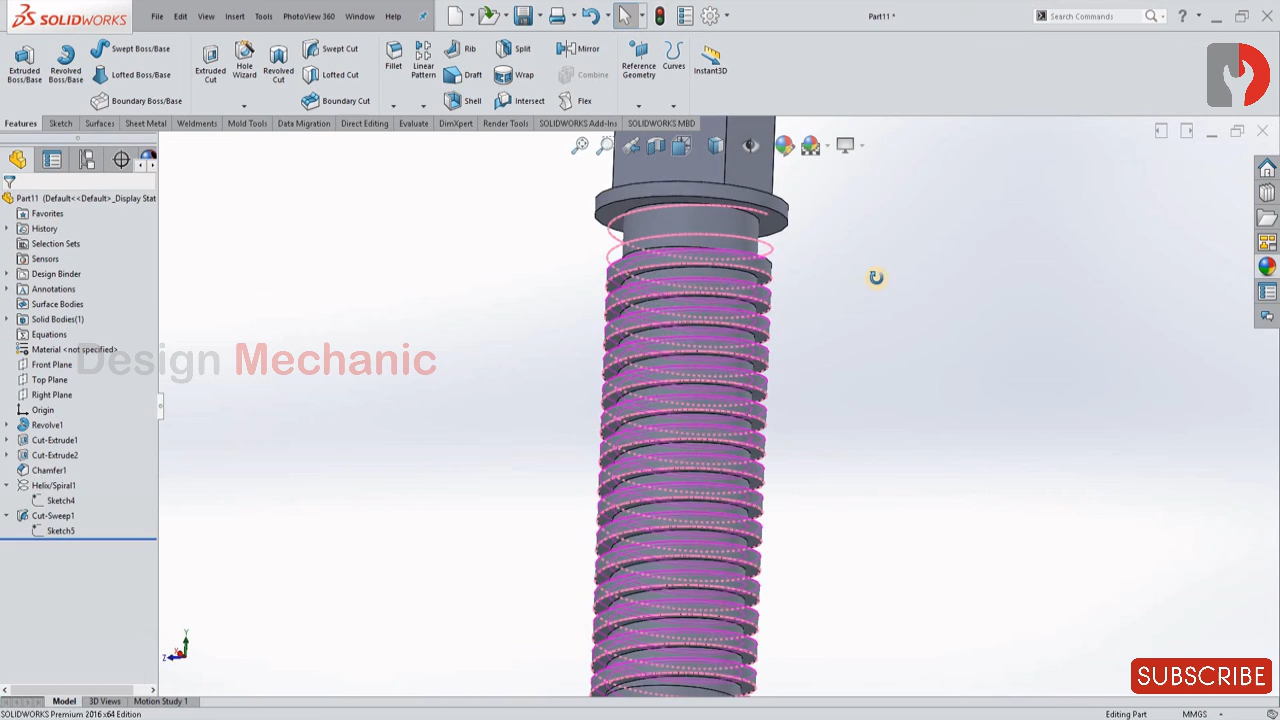 SOLIDWORKS
File Edit View Insert Tools PhotoView 360 Window Help
Part11 *
Search Commands
Extruded Boss/Base
Revolved Boss/Base
Swept Boss/Base
Lofted Boss/Base
Boundary Boss/Base
Extruded Cut
Hole Wizard
Revolved Cut
Swept Cut
Lofted Cut
Boundary Cut
Fillet
Linear Pattern
Rib
Draft
Shell
Split
Wrap
Intersect
Mirror
Combine
Flex
Reference Geometry
Curves
Instant3D
Features Sketch Surfaces Sheet Metal Weldments Mold Tools Data Migration Direct Editing Evaluate DimXpert Render Tools SOLIDWORKS Add-Ins SOLIDWORKS MBD
Part11 (Default<<Default>_Display Stat
Favorites
History
Selection Sets
Sensors
Design Binder
Annotations
Surface Bodies
Solid Bodies(1)
Equations
Material <not specified>
Front Plane
Top Plane
Right Plane
Origin
Revolve1
Cut-Extrude1
Cut-Extrude2
Chamfer1
Helix/Spiral1
Sketch4
Cut-Sweep1
Sketch5
Design Mechanic
Y
X
Z
SUBSCRIBE
Model 3D Views Motion Study 1
SOLIDWORKS Premium 2016 x64 Edition
Editing Part
MMGS